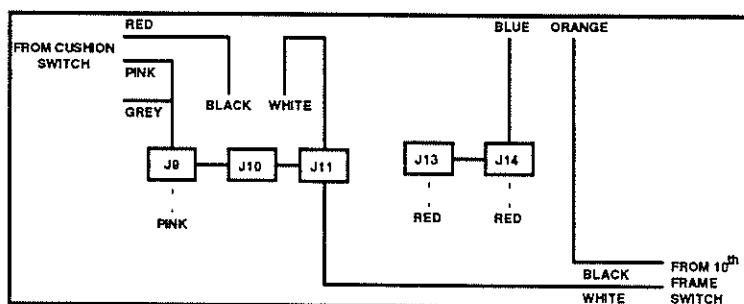 RED
BLUE ORANGE
FROM CUSHION
SWITCH
PINK
GREY
BLACK WHITE
J9 J10 J11 J13 J14
PINK RED RED
FROM 10th
BLACK FRAME
WHITE SWITCH